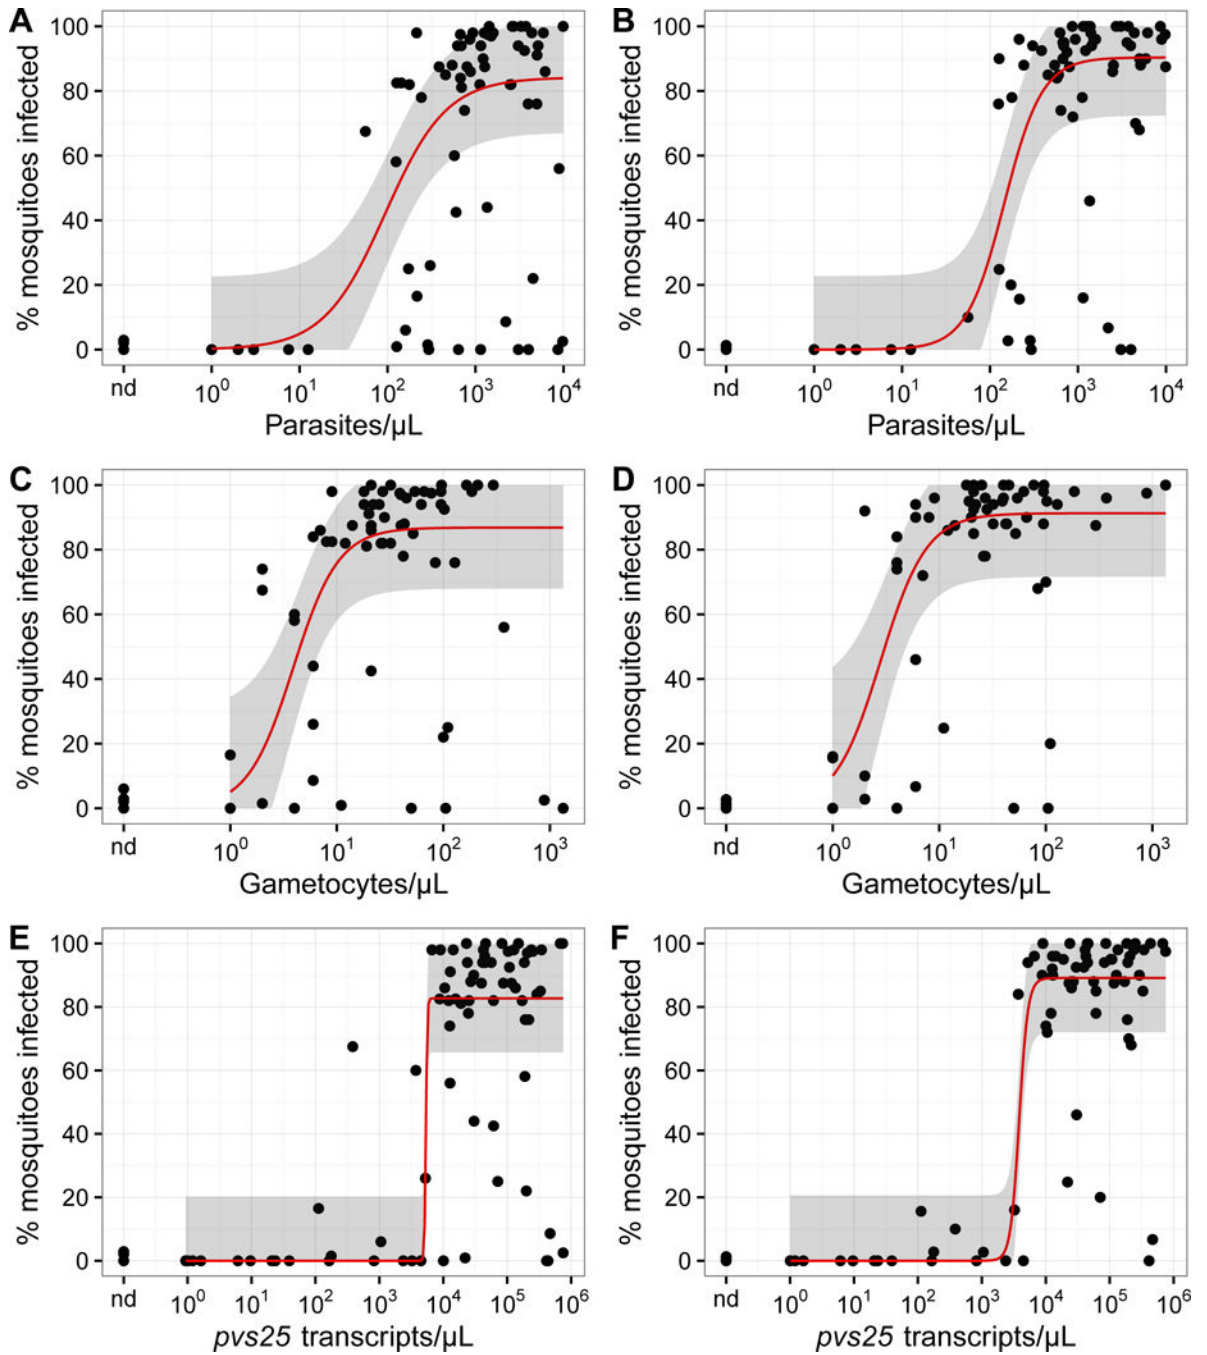 A
B
% mosquitoes infected
100
80
60
40
20
0
nd
10⁰
10¹
10²
10³
10⁴
Parasites/µL
% mosquitoes infected
100
80
60
40
20
0
nd
10⁰
10¹
10²
10³
10⁴
Parasites/µL
C
D
% mosquitoes infected
100
80
60
40
20
0
nd
10⁰
10¹
10²
10³
Gametocytes/µL
% mosquitoes infected
100
80
60
40
20
0
nd
10⁰
10¹
10²
10³
Gametocytes/µL
E
F
% mosquitoes infected
100
80
60
40
20
0
nd
10⁰
10¹
10²
10³
10⁴
10⁵
10⁶
pvs25 transcripts/µL
% mosquitoes infected
100
80
60
40
20
0
nd
10⁰
10¹
10²
10³
10⁴
10⁵
10⁶
pvs25 transcripts/µL